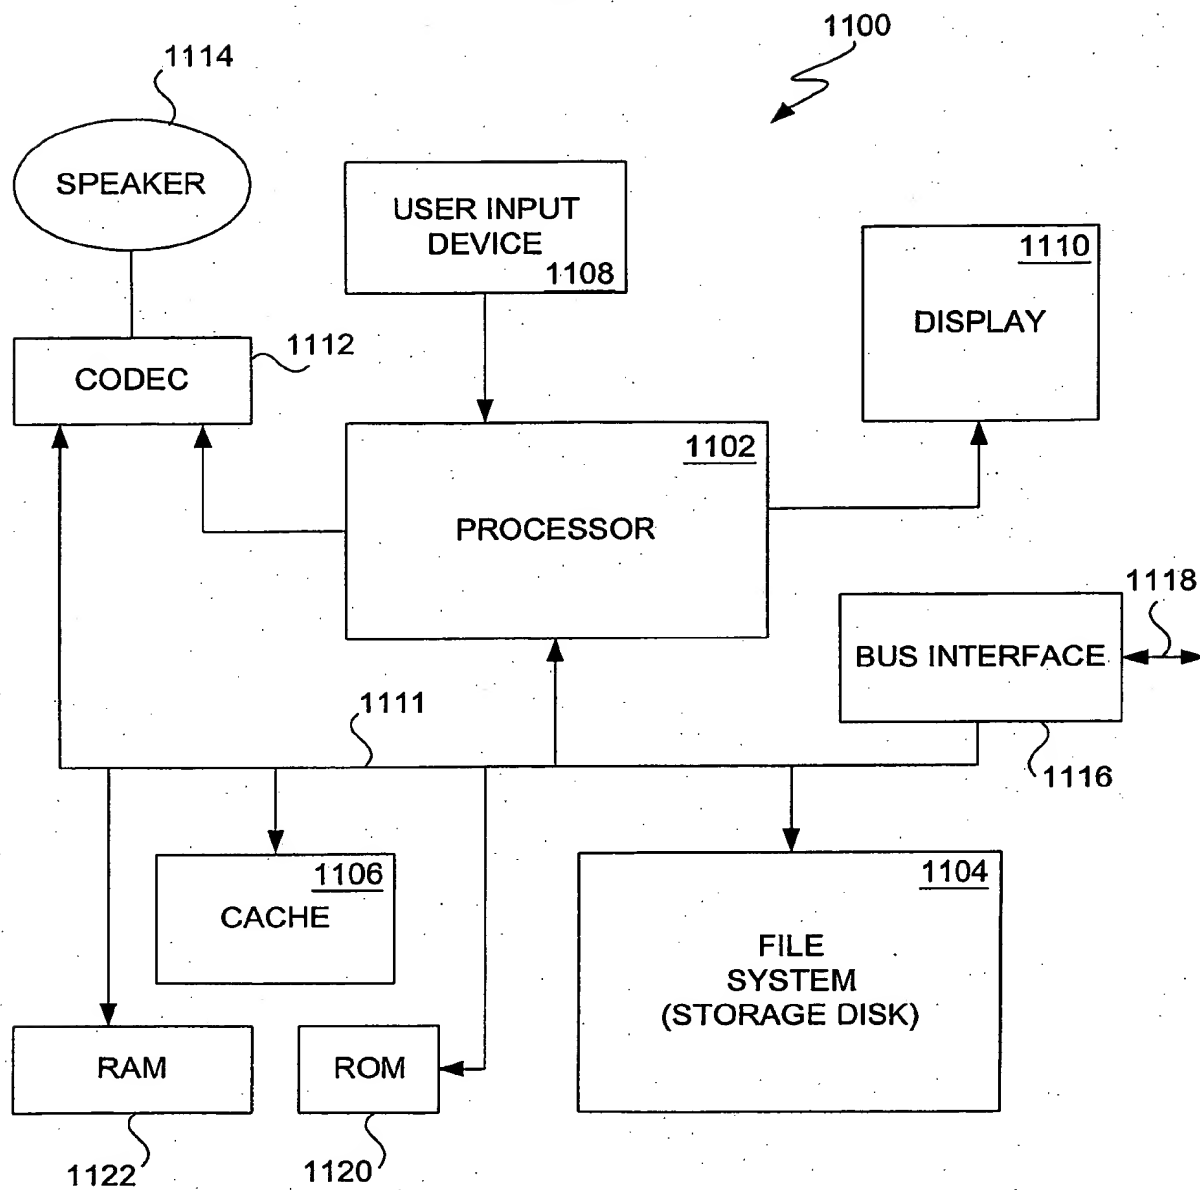 1100
1114
SPEAKER
USER INPUT
DEVICE
1108
1110
DISPLAY
1112
CODEC
1102
PROCESSOR
1118
BUS INTERFACE
1111
1116
1106
CACHE
1104
FILE
SYSTEM
(STORAGE DISK)
RAM
ROM
1122
1120